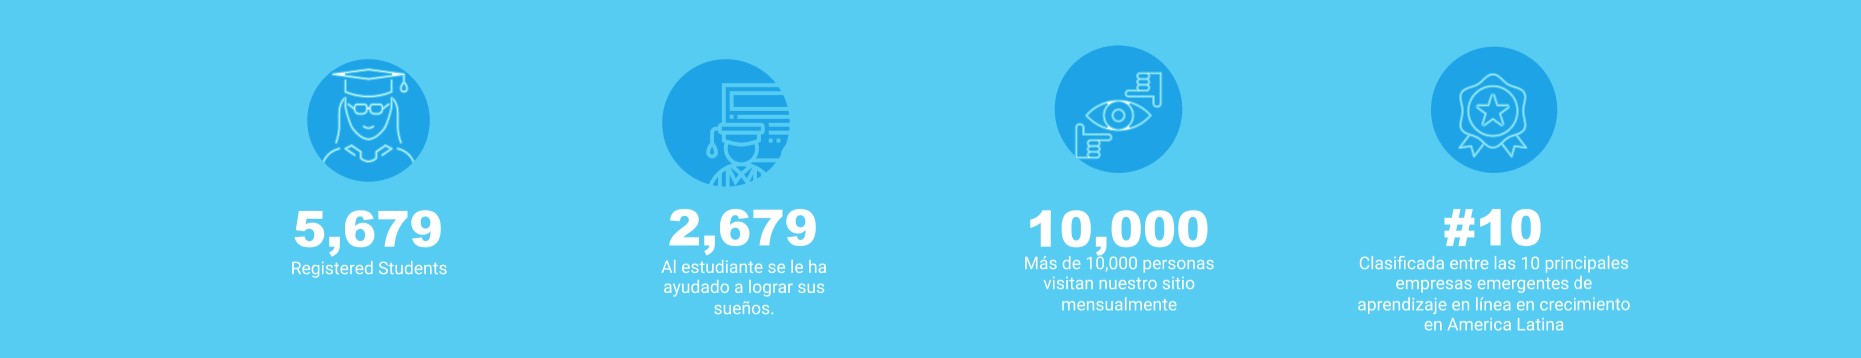 5,679
Registered Students
2,679
Al estudiante se le ha
ayudado a lograr sus
sueños.
10,000
Más de 10,000 personas
visitan nuestro sitio
mensualmente
#10
Clasificada entre las 10 principales
empresas emergentes de
aprendizaje en línea en crecimiento
en America Latina